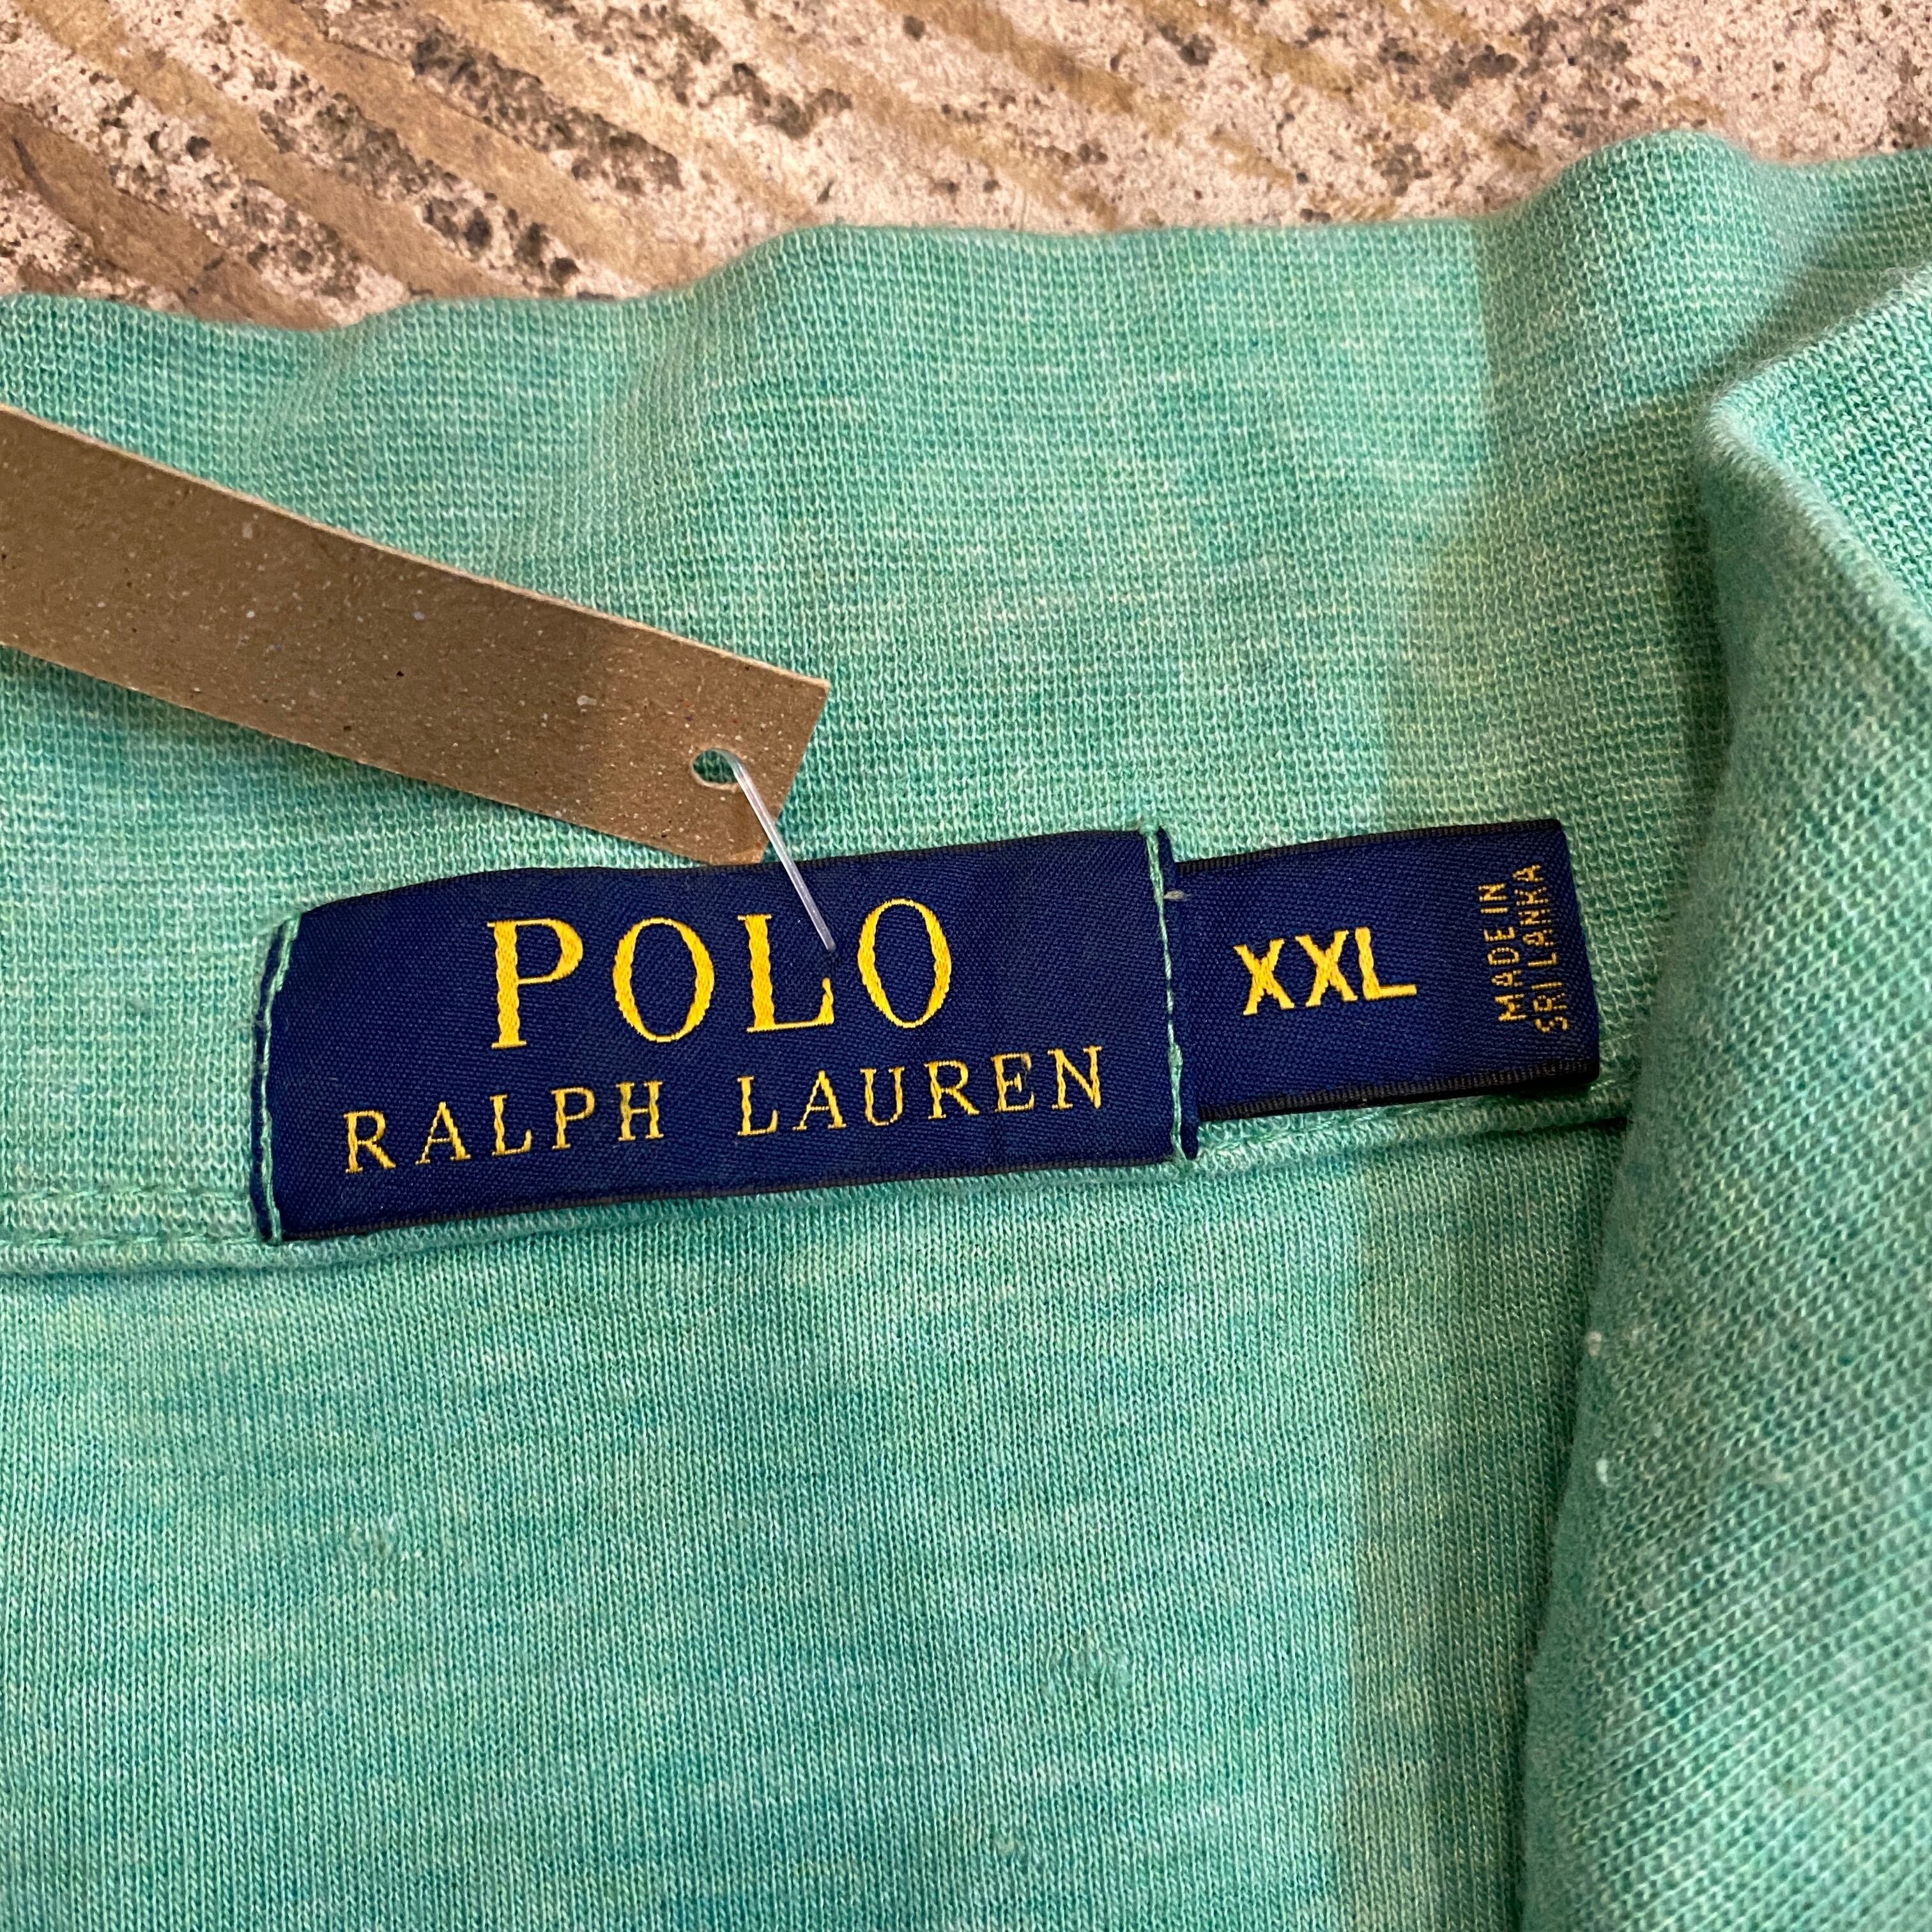 POLO
RALPH LAUREN
XXL
MADE IN
SRI LANKA